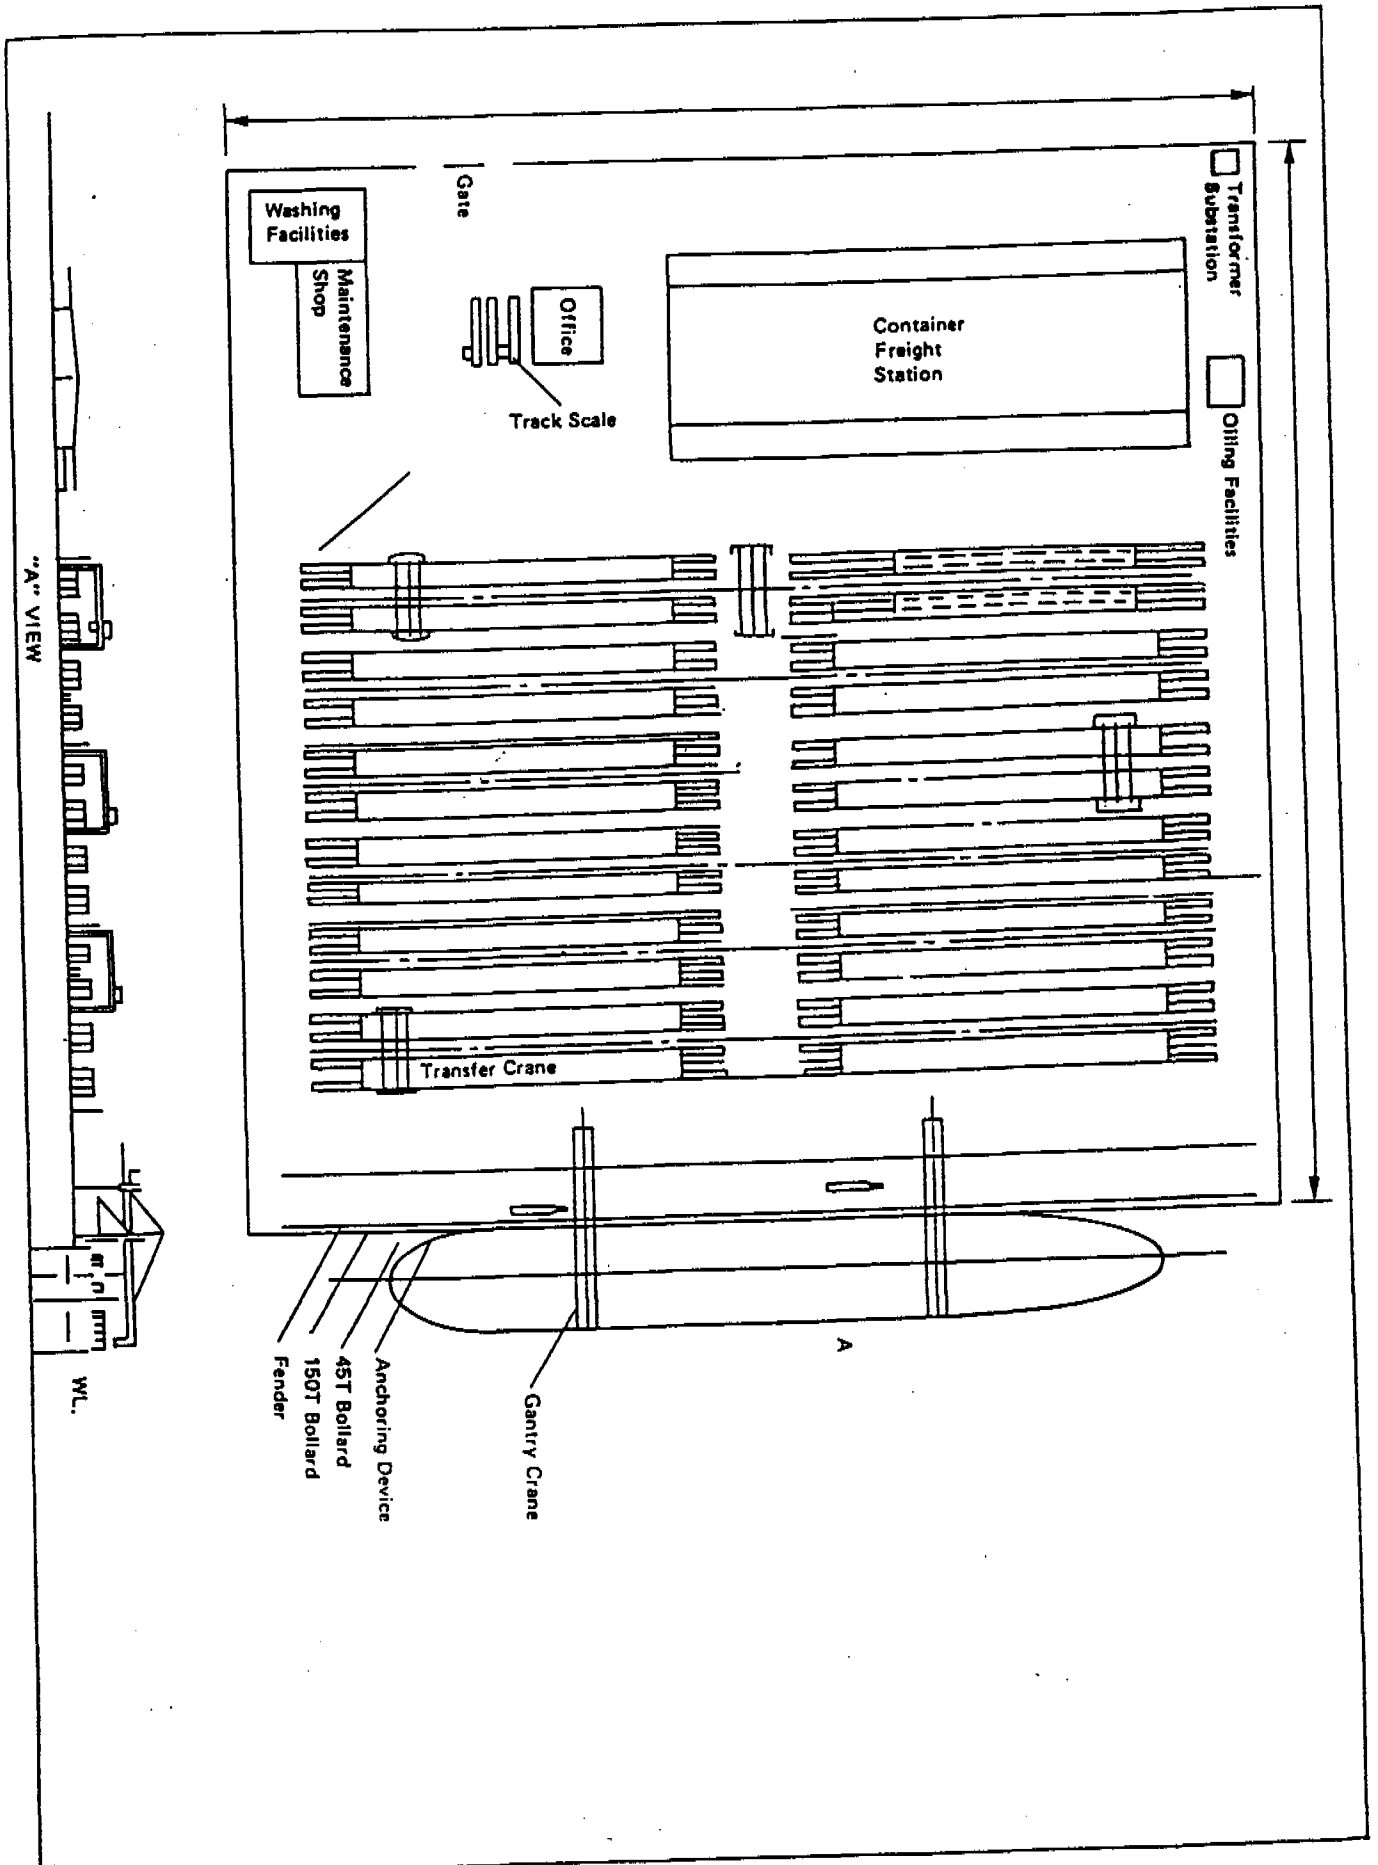 Transformer
Substation
Gate
Washing
Facilities
Maintenance
Shop
Office
Container
Freight
Station
Track Scale
Oiling Facilities
"A" VIEW
Transfer Crane
A
WL.
Fender
150T Bollard
45T Bollard
Anchoring Device
Gantry Crane